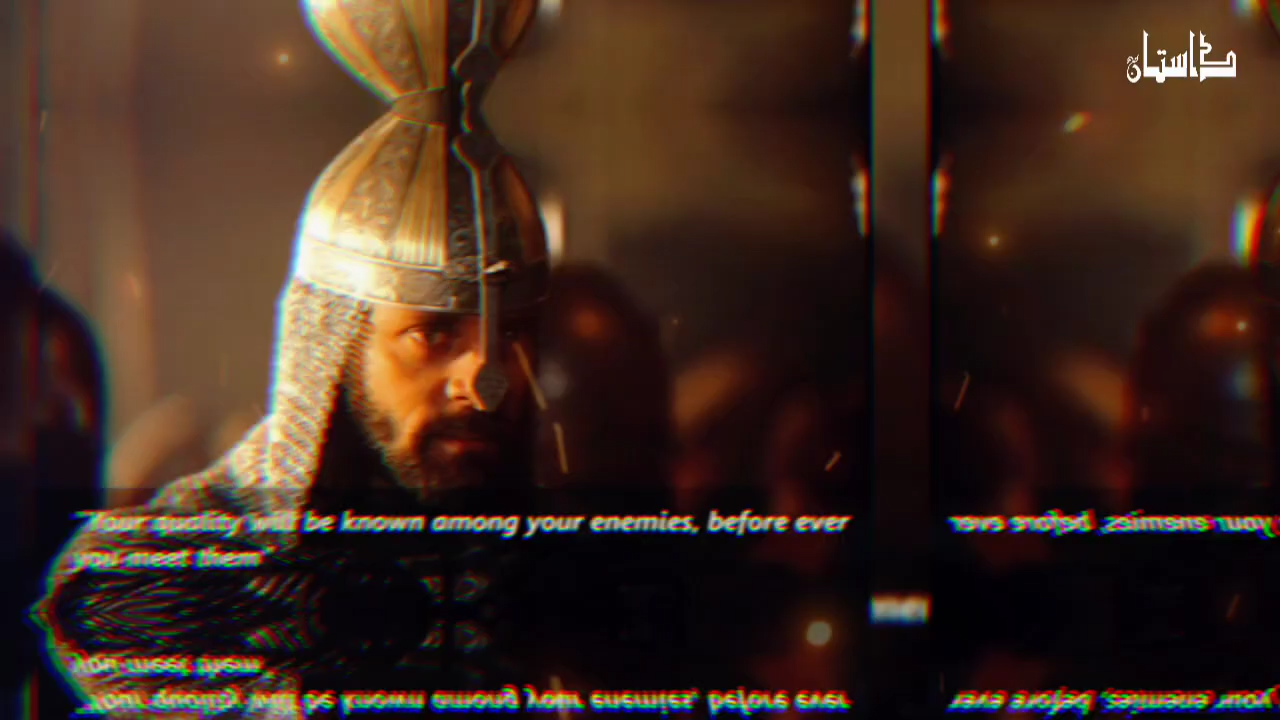 داستان
"Your quality will be known among your enemies, before ever
you meet them"